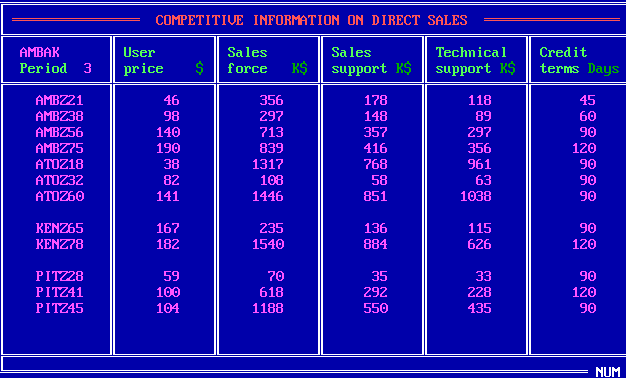 COMPETITIVE INFORMATION ON DIRECT SALES
AMBAK User Sales Sales Technical Credit
Period 3 price $ force K$ support K$ support K$ terms Days
AMBZ21 46 356 178 118 45
AMBZ38 98 297 148 89 60
AMBZ56 140 713 357 297 90
AMBZ75 190 839 416 356 120
ATOZ18 38 1317 768 961 90
ATOZ32 82 108 58 63 90
ATOZ60 141 1446 851 1038 90
KENZ65 167 235 136 115 90
KENZ78 182 1540 884 626 120
PITZ28 59 70 35 33 90
PITZ41 100 618 292 228 120
PITZ45 104 1188 550 435 90
NUM